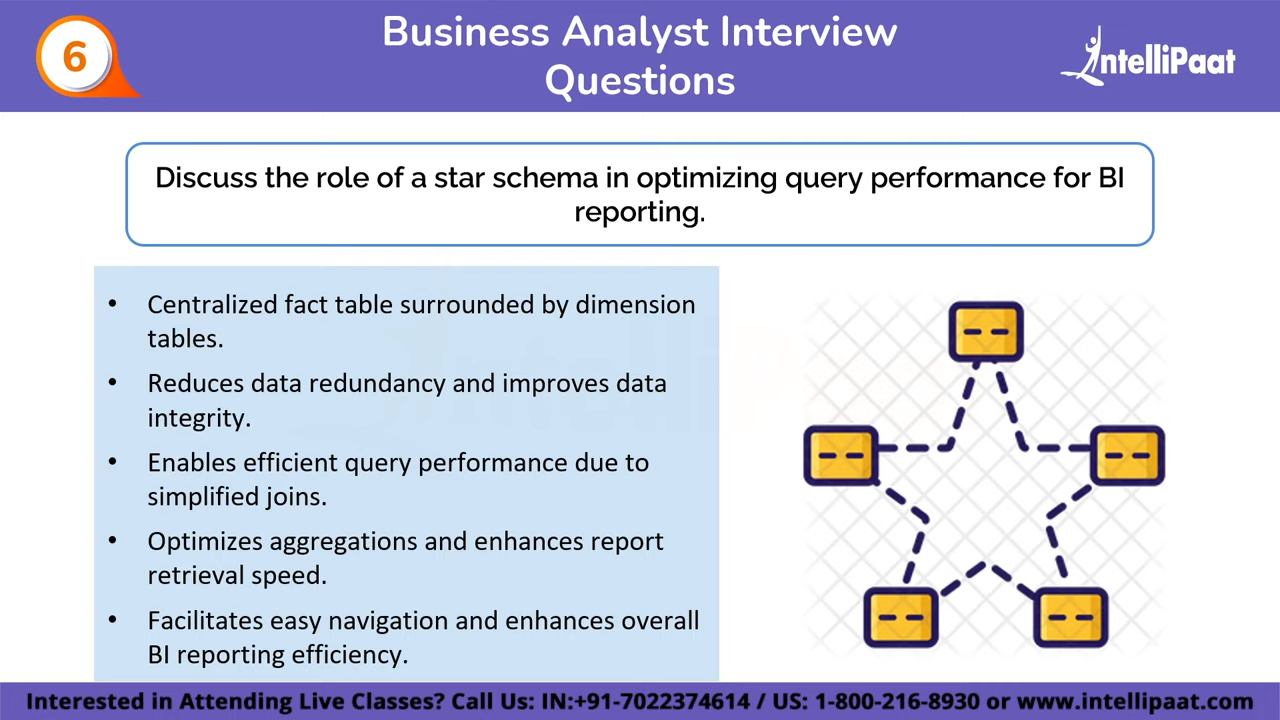 6
Business Analyst Interview
Questions
IntelliPaat
Discuss the role of a star schema in optimizing query performance for BI
reporting.
• Centralized fact table surrounded by dimension
tables.
• Reduces data redundancy and improves data
integrity.
• Enables efficient query performance due to
simplified joins.
• Optimizes aggregations and enhances report
retrieval speed.
• Facilitates easy navigation and enhances overall
BI reporting efficiency.
Interested in Attending Live Classes? Call Us: IN:+91-7022374614 / US: 1-800-216-8930 or www.intellipaat.com